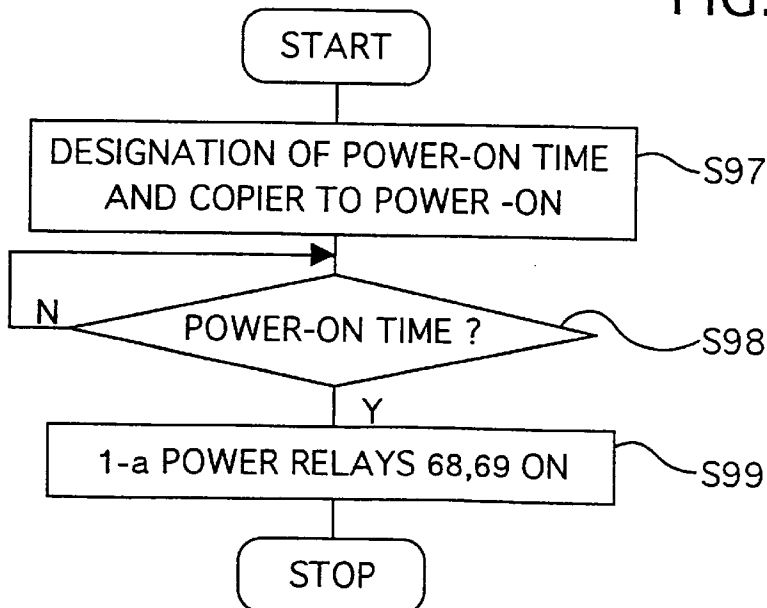 FIG.
START
DESIGNATION OF POWER-ON TIME
AND COPIER TO POWER -ON
S97
N
POWER-ON TIME ?
S98
Y
1-a POWER RELAYS 68,69 ON
S99
STOP